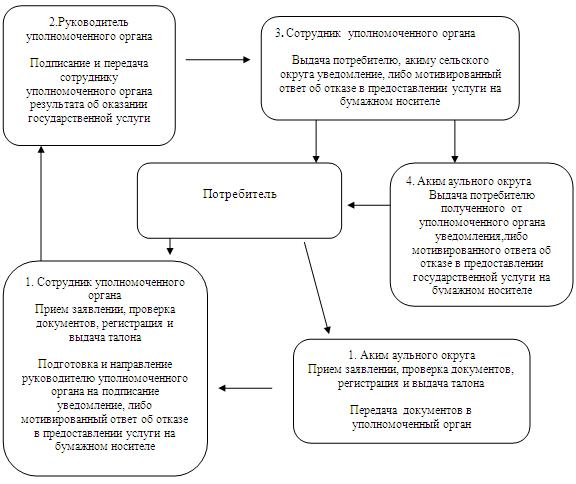 2.Руководитель
уполномоченного органа
Подписание и передача
сотруднику
уполномоченного органа
результата об оказании
государственной услуги
3. Сотрудник уполномоченного органа
Выдача потребителю, акиму сельского
округа уведомление, либо мотивированный
ответ об отказе в предоставлении услуги на
бумажном носителе
Потребитель
4. Аким аульного округа
Выдача потребителю
полученного от
уполномоченного органа
уведомления,либо
мотивированного ответа об
отказе в предоставлении
государственной услуги на
бумажном носителе
1. Сотрудник уполномоченного
органа
Прием заявлении, проверка
документов, регистрация и
выдача талона
Подготовка и направление
руководителю уполномоченного
органа на подписание
уведомление, либо
мотивированный ответ об отказе
в предоставлении услуги на
бумажном носителе
1. Аким аульного округа
Прием заявлении, проверка документов,
регистрация и выдача талона
Передача документов в
уполномоченный орган